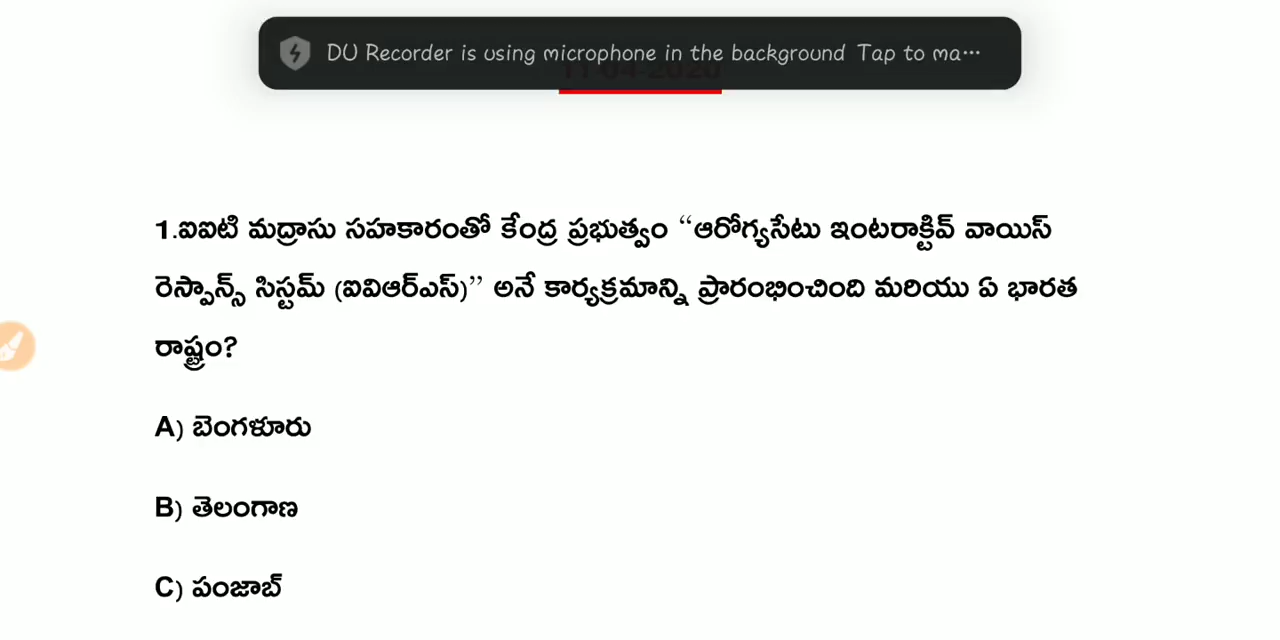 DU Recorder is using microphone in the background Tap to ma…
1.ఐఐటి మద్రాసు సహకారంతో కేంద్ర ప్రభుత్వం “ఆరోగ్యసేటు ఇంటరాక్టివ్ వాయిస్
రెస్పాన్స్ సిస్టమ్ (ఐవిఆర్ఎస్)” అనే కార్యక్రమాన్ని ప్రారంభించింది మరియు ఏ భారత
రాష్ట్రం?
A) బెంగళూరు
B) తెలంగాణ
C) పంజాబ్